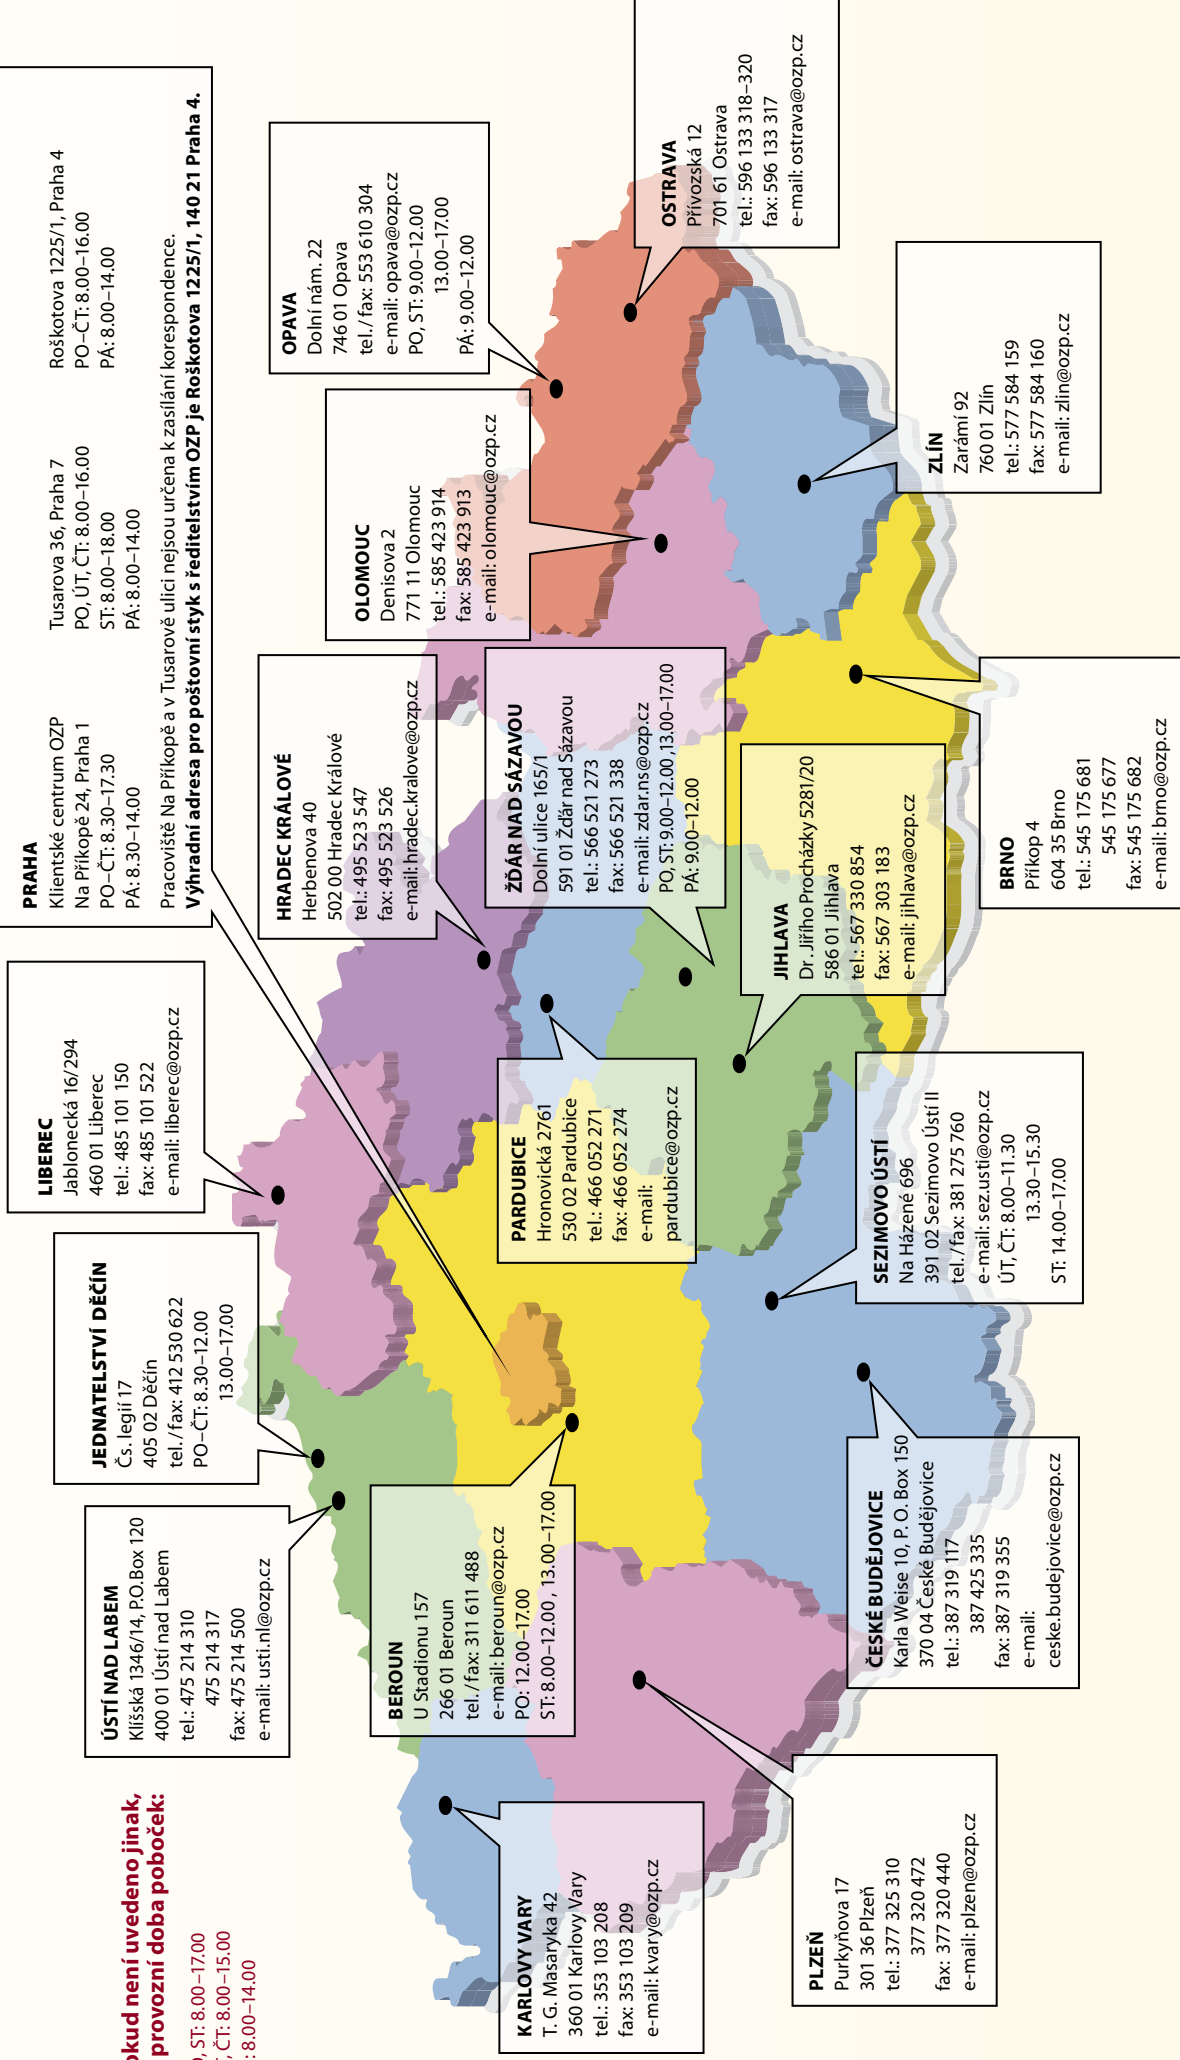 PRAHA
Klientské centrum OZP
Na Příkopě 24, Praha 1
PO–ČT: 8.30–17.30
PÁ: 8.30–14.00
Tusarova 36, Praha 7
PO, ÚT, ČT: 8.00–16.00
ST: 8.00–18.00
PÁ: 8.00–14.00
Roškotova 1225/1, Praha 4
PO–ČT: 8.00–16.00
PÁ: 8.00–14.00
Pracoviště Na Příkopě a v Tusarově ulici nejsou určena k zasílání korespondence.
Výhradní adresa pro poštovní styk s ředitelstvím OZP je Roškotova 1225/1, 140 21 Praha 4.
LIBEREC
Jablonecká 16/294
460 01 Liberec
tel.: 485 101 150
fax: 485 101 522
e-mail: liberec@ozp.cz
JEDNATELSTVÍ DĚČÍN
Čs. legií 17
405 02 Děčín
tel./ fax: 412 530 622
PO–ČT: 8.30–12.00
13.00–17.00
ÚSTÍ NAD LABEM
Klíšská 1346/14, P.O.Box 120
400 01 Ústí nad Labem
tel.: 475 214 310
475 214 317
fax: 475 214 500
e-mail: usti.nl@ozp.cz
uvedeno jinak,
provozní doba poboček:
ST: 8.00–17.00
ČT: 8.00–15.00
8.00–14.00
HRADEC KRÁLOVÉ
Herbenova 40
502 00 Hradec Králové
tel.: 495 523 547
fax: 495 523 526
e-mail: hradec.kralove@ozp.cz
OPAVA
Dolní nám. 22
746 01 Opava
tel./ fax: 553 610 304
e-mail: opava@ozp.cz
PO, ST: 9.00–12.00
13.00–17.00
PÁ: 9.00–12.00
OLOMOUC
Denisova 2
771 11 Olomouc
tel.: 585 423 914
fax: 585 423 913
e-mail: olomouc@ozp.cz
BEROUN
U Stadionu 157
266 01 Beroun
tel./ fax: 311 611 488
e-mail: beroun@ozp.cz
PO: 12.00–17.00
ST: 8.00–12.00 , 13.00–17.00
ŽĎÁR NAD SÁZAVOU
Dolní ulice 165/1
591 01 Žďár nad Sázavou
tel.: 566 521 273
fax: 566 521 338
e-mail: zdar.ns@ozp.cz
PO, ST: 9.00–12.00 ,13.00–17.00
PÁ: 9.00–12.00
PARDUBICE
Hronovická 2761
530 02 Pardubice
tel.: 466 052 271
fax: 466 052 274
e-mail:
pardubice@ozp.cz
KARLOVY VARY
T. G. Masaryka 42
360 01 Karlovy Vary
tel.: 353 103 208
fax: 353 103 209
e-mail: kvary@ozp.cz
OSTRAVA
Přívozská 12
701 61 Ostrava
tel.: 596 133 318–320
fax: 596 133 317
e-mail: ostrava@ozp.cz
JIHLAVA
Dr. Jiřího Procházky 5281/20
586 01 Jihlava
tel.: 567 330 854
fax: 567 303 183
e-mail: jihlava@ozp.cz
PLZEŇ
Purkyňova 17
301 36 Plzeň
tel.: 377 325 310
377 320 472
fax: 377 320 440
e-mail: plzen@ozp.cz
ČESKÉ BUDĚJOVICE
Karla Weise 10, P. O. Box 150
370 04 České Budějovice
tel.: 387 319 117
387 425 335
fax: 387 319 355
e-mail:
ceske.budejovice@ozp.cz
SEZIMOVO ÚSTÍ
Na Házené 696
391 02 Sezimovo Ústí II
tel./ fax: 381 275 760
e-mail: sez.usti@ozp.cz
ÚT, ČT: 8.00–11.30
13.30–15.30
ST: 14.00–17.00
ZLÍN
Zarámí 92
760 01 Zlín
tel.: 577 584 159
fax: 577 584 160
e-mail: zlin@ozp.cz
BRNO
Příkop 4
604 35 Brno
tel.: 545 175 681
545 175 677
fax: 545 175 682
e-mail: brno@ozp.cz